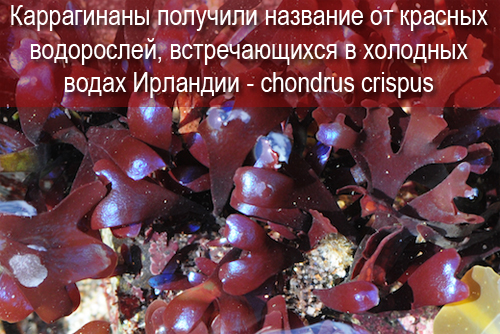 Каррагинаны получили название от красных
водорослей, встречающихся в холодных
водах Ирландии - chondrus crispus